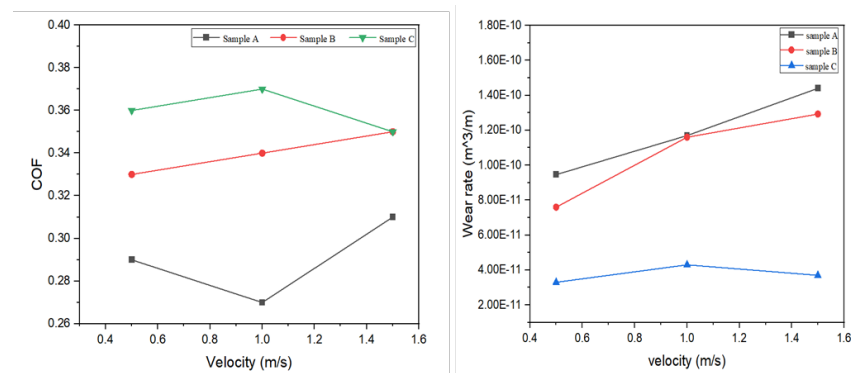 0.40
Sample A Sample B Sample C
0.38
0.36
0.34
0.32
0.30
0.28
0.26
COF
0.4 0.6 0.8 1.0 1.2 1.4 1.6
Velocity (m/s)
1.80E-10
sample A
sample B
sample C
1.60E-10
1.40E-10
1.20E-10
1.00E-10
8.00E-11
6.00E-11
4.00E-11
2.00E-11
Wear rate (m^3/m)
0.4 0.6 0.8 1.0 1.2 1.4 1.6
velocity (m/s)